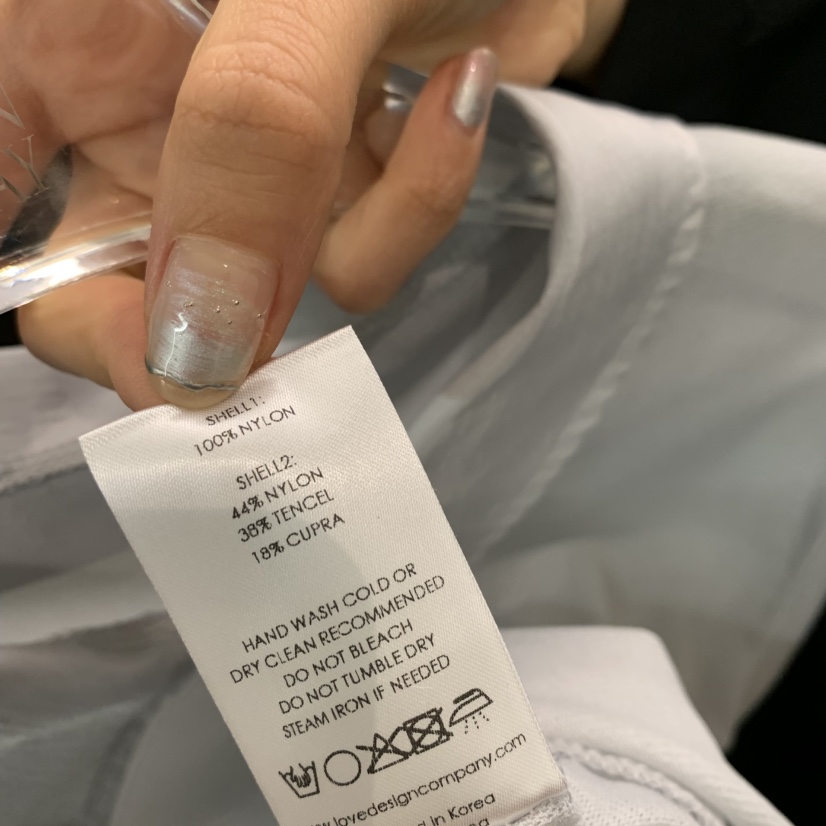 SHELL1:
100% NYLON
SHELL2:
44% NYLON
38% TENCEL
18% CUPRA
HAND WASH COLD OR
DRY CLEAN RECOMMENDED
DO NOT BLEACH
DO NOT TUMBLE DRY
STEAM IRON IF NEEDED
w.lovedesigncompany.com
in Korea